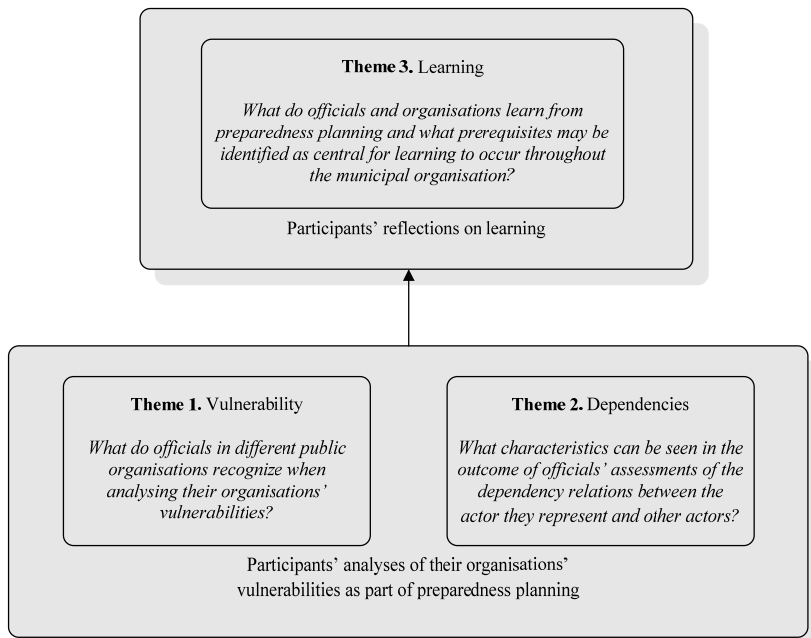 Theme 3. Learning
What do officials and organisations learn from
preparedness planning and what prerequisites may be
identified as central for learning to occur throughout
the municipal organisation?
Participants’ reflections on learning
Theme 1. Vulnerability
What do officials in different public
organisations recognize when
analysing their organisations’
vulnerabilities?
Theme 2. Dependencies
What characteristics can be seen in the
outcome of officials’ assessments of the
dependency relations between the
actor they represent and other actors?
Participants’ analyses of their organisations’
vulnerabilities as part of preparedness planning